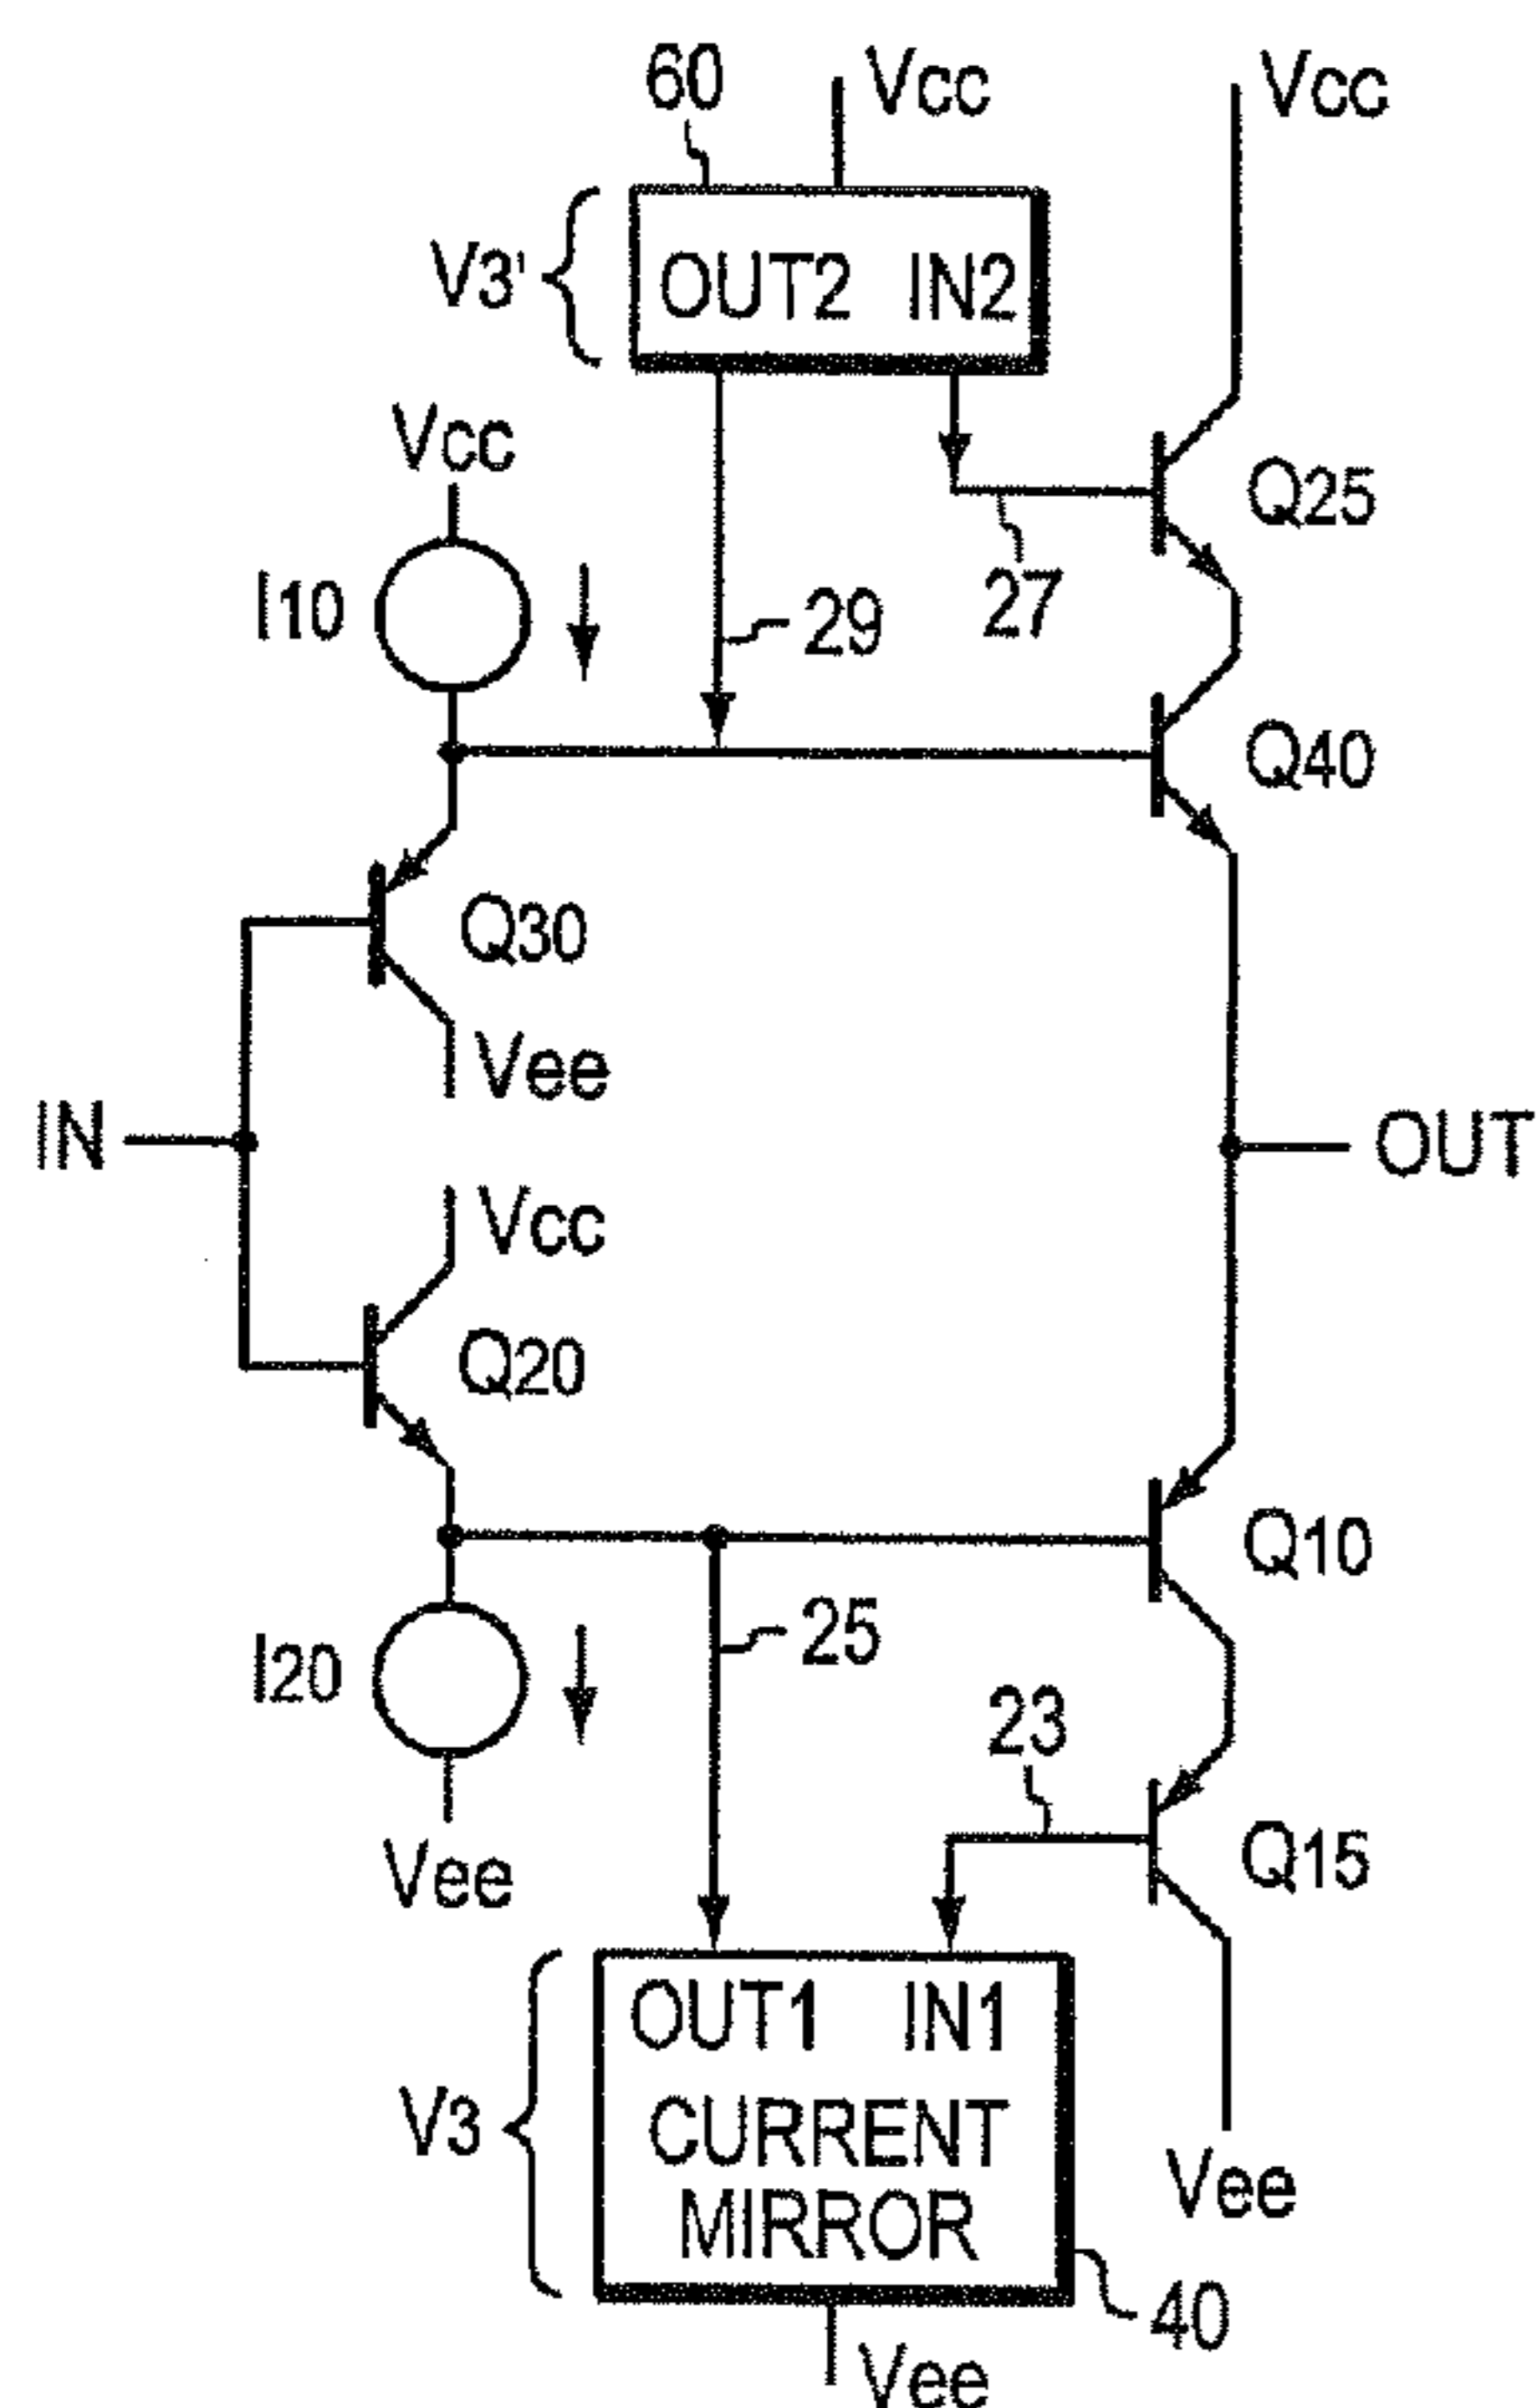 60
Vcc
Vcc
V3'
OUT2 IN2
Vcc
Q25
I10
29
27
Q40
Q30
Vee
IN
OUT
Vcc
Q20
Q10
25
I20
23
Vee
Q15
OUT1 IN1
V3
CURRENT
MIRROR
Vee
40
Vee